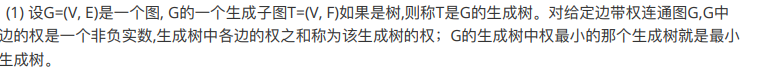 (1) 设G=(V, E)是一个图, G的一个生成子图T=(V, F)如果是树,则称T是G的生成树。对给定边带权连通图G,G中
边的权是一个非负实数,生成树中各边的权之和称为该生成树的权；G的生成树中权最小的那个生成树就是最小
生成树。